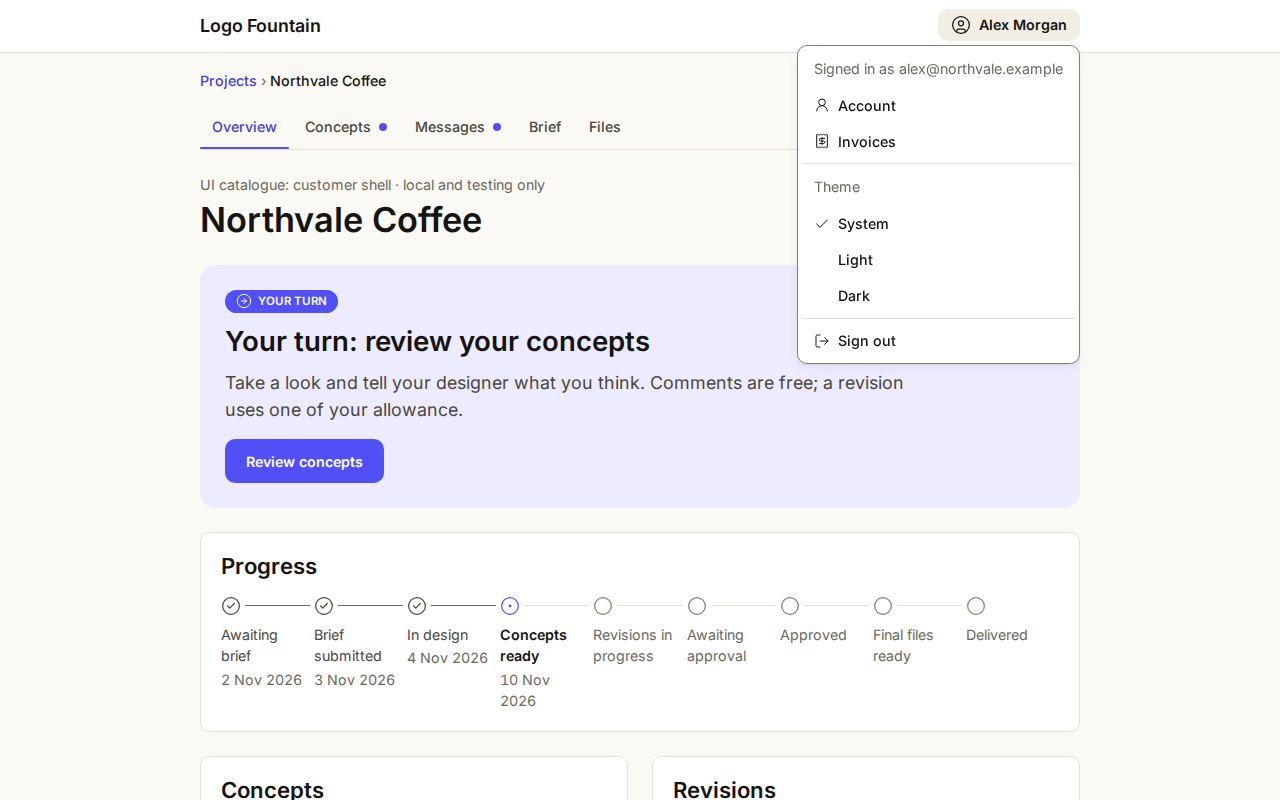 Logo Fountain
Alex Morgan
Signed in as alex@northvale.example
Account
Invoices
Theme
System
Light
Dark
Sign out
Projects › Northvale Coffee
Overview
Concepts
Messages
Brief
Files
UI catalogue: customer shell · local and testing only
Northvale Coffee
YOUR TURN
Your turn: review your concepts
Take a look and tell your designer what you think. Comments are free; a revision
uses one of your allowance.
Review concepts
Progress
Awaiting
brief
2 Nov 2026
Brief
submitted
3 Nov 2026
In design
4 Nov 2026
Concepts
ready
10 Nov
2026
Revisions in
progress
Awaiting
approval
Approved
Final files
ready
Delivered
Concepts
Revisions